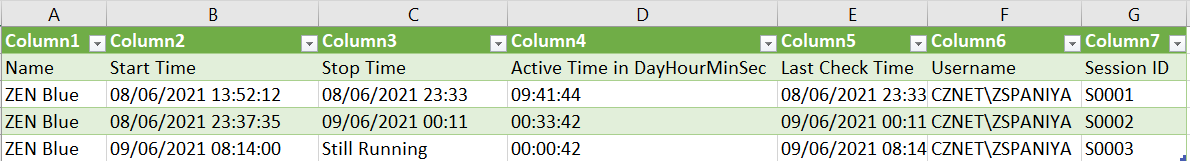 A B C D E F G
Column1 Column2 Column3 Column4 Column5 Column6 Column7
Name Start Time Stop Time Active Time in DayHourMinSec Last Check Time Username Session ID
ZEN Blue 08/06/2021 13:52:12 08/06/2021 23:33 09:41:44 08/06/2021 23:33 CZNET\ZSPANIYA S0001
ZEN Blue 08/06/2021 23:37:35 09/06/2021 00:11 00:33:42 09/06/2021 00:11 CZNET\ZSPANIYA S0002
ZEN Blue 09/06/2021 08:14:00 Still Running 00:00:42 09/06/2021 08:14 CZNET\ZSPANIYA S0003